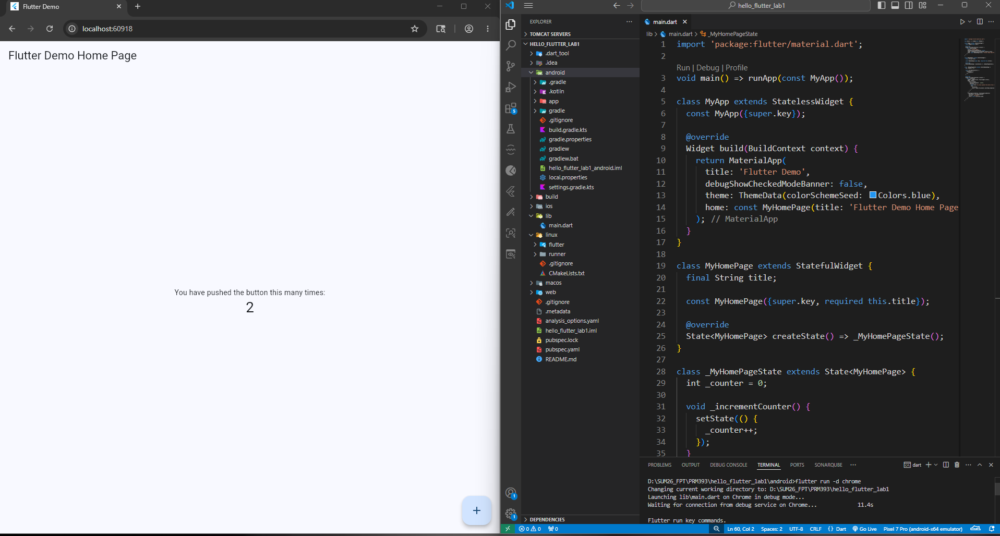 Flutter Demo
localhost:60918
Flutter Demo Home Page
You have pushed the button this many times:
2
hello_flutter_lab1
EXPLORER
TOMCAT SERVERS
HELLO_FLUTTER_LAB1
.dart_tool
.idea
android
.gradle
.kotlin
app
gradle
.gitignore
build.gradle.kts
gradle.properties
gradlew
gradlew.bat
hello_flutter_lab1_android.iml
local.properties
settings.gradle.kts
build
ios
lib
main.dart
linux
flutter
runner
.gitignore
CMakeLists.txt
macos
web
.gitignore
.metadata
analysis_options.yaml
hello_flutter_lab1.iml
pubspec.lock
pubspec.yaml
README.md
DEPENDENCIES
5
1
1
main.dart
lib > main.dart > _MyHomePageState
1 import 'package:flutter/material.dart';
2
Run | Debug | Profile
3 void main() => runApp(const MyApp());
4
5 class MyApp extends StatelessWidget {
6 const MyApp({super.key});
7
8 @override
9 Widget build(BuildContext context) {
10 return MaterialApp(
11 title: 'Flutter Demo',
12 debugShowCheckedModeBanner: false,
13 theme: ThemeData(colorSchemeSeed: Colors.blue),
14 home: const MyHomePage(title: 'Flutter Demo Home Page
15 ); // MaterialApp
16 }
17 }
18
19 class MyHomePage extends StatefulWidget {
20 final String title;
21
22 const MyHomePage({super.key, required this.title});
23
24 @override
25 State<MyHomePage> createState() => _MyHomePageState();
26 }
27
28 class _MyHomePageState extends State<MyHomePage> {
29 int _counter = 0;
30
31 void _incrementCounter() {
32 setState(() {
33 _counter++;
34 });
35 }
PROBLEMS OUTPUT DEBUG CONSOLE TERMINAL PORTS SONARQUBE ··· dart
D:\SUM26_FPT\PRM393\hello_flutter_lab1\android>flutter run -d chrome
Changing current working directory to: D:\SUM26_FPT\PRM393\hello_flutter_lab1
Launching lib\main.dart on Chrome in debug mode...
Waiting for connection from debug service on Chrome... 11.4s
Flutter run key commands.
0 0 0 Ln 60, Col 2 Spaces: 2 UTF-8 CRLF {} Dart Go Live Pixel 7 Pro (android-x64 emulator)